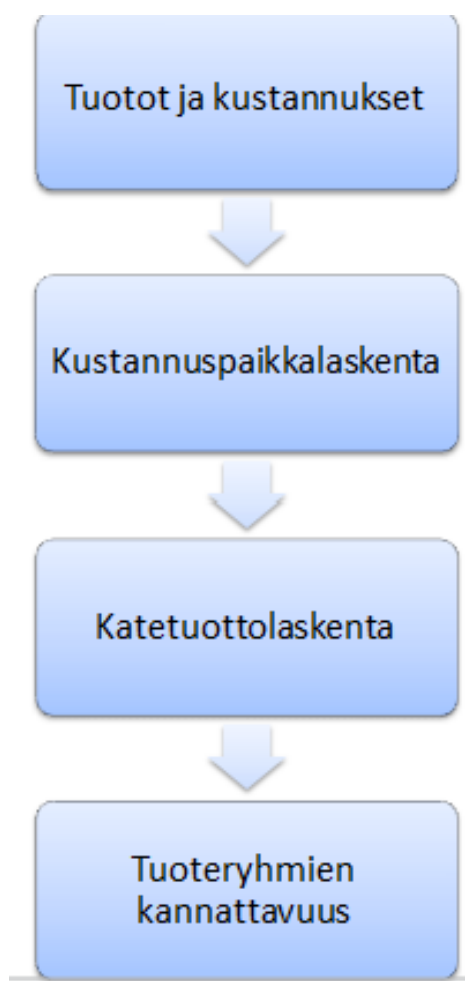 Tuotot ja kustannukset
Kustannuspaikkalaskenta
Katetuottolaskenta
Tuoteryhmien
kannattavuus